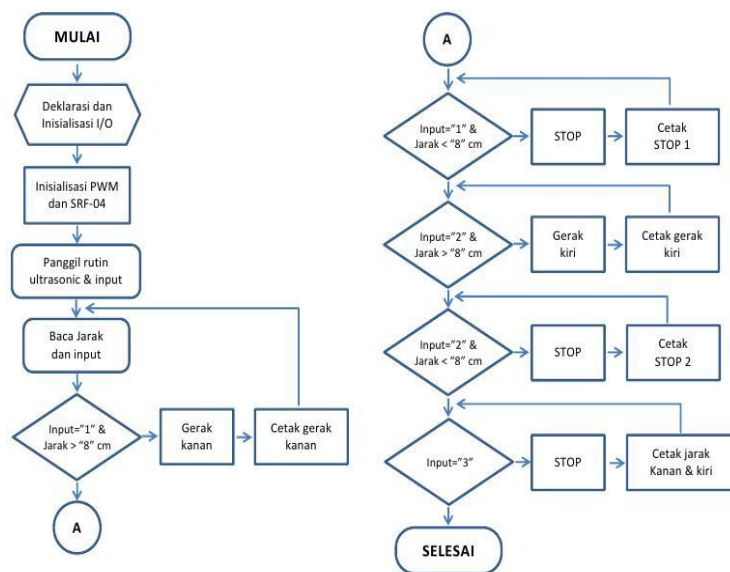 MULAI
Deklarasi dan
Inisialisasi I/O
Inisialisasi PWM
dan SRF-04
Panggil rutin
ultrasonic & input
Baca Jarak
dan input
Input="1" &
Jarak > "8" cm
Gerak
kanan
Cetak gerak
kanan
A
A
Input="1" &
Jarak < "8" cm
STOP
Cetak
STOP 1
Input="2" &
Jarak > "8" cm
Gerak
kiri
Cetak gerak
kiri
Input="2" &
Jarak < "8" cm
STOP
Cetak
STOP 2
Input="3"
STOP
Cetak jarak
Kanan & kiri
SELESAI